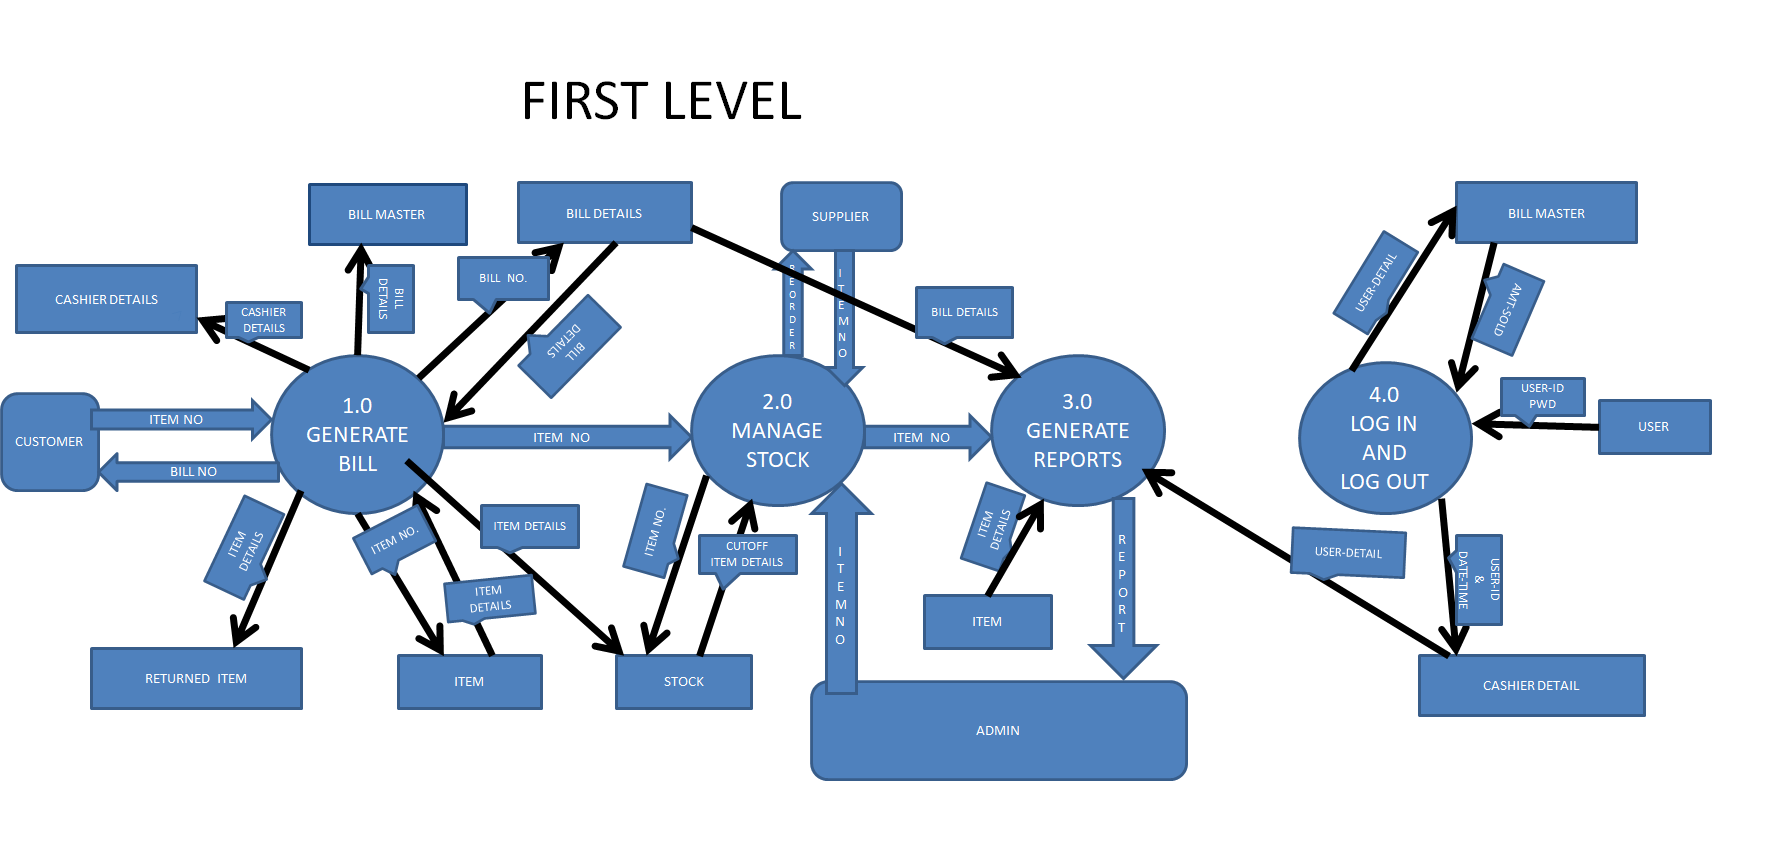 FIRST LEVEL
BILL MASTER
BILL DETAILS
SUPPLIER
BILL MASTER
CASHIER DETAILS
CASHIER
DETAILS
BILL
DETAILS
BILL NO.
BILL
DETAILS
REORDER
ITEMNO
BILL DETAILS
USER-DETAIL
AMT-SOLD
CUSTOMER
ITEM NO
BILL NO
1.0
GENERATE
BILL
ITEM NO
2.0
MANAGE
STOCK
ITEM NO
3.0
GENERATE
REPORTS
4.0
LOG IN
AND
LOG OUT
USER-ID
PWD
USER
ITEM
DETAILS
ITEM NO.
ITEM DETAILS
ITEM
DETAILS
ITEM NO.
CUTOFF
ITEM DETAILS
ITEMNO
ITEM
DETAILS
REPORT
USER-DETAIL
USER-ID
&
DATE-TIME
RETURNED ITEM
ITEM
STOCK
ITEM
ADMIN
CASHIER DETAIL